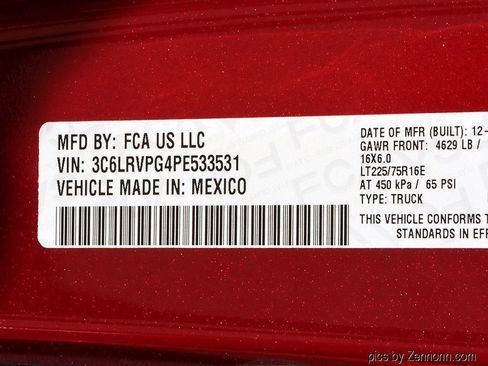 MFD BY: FCA US LLC
VIN: 3C6LRVPG4PE533531
VEHICLE MADE IN: MEXICO
DATE OF MFR (BUILT): 12-
GAWR FRONT: 4629 LB /
16X6.0
LT225/75R16E
AT 450 kPa / 65 PSI
TYPE: TRUCK
THIS VEHICLE CONFORMS T
STANDARDS IN EFF
pics by Zennonn.com